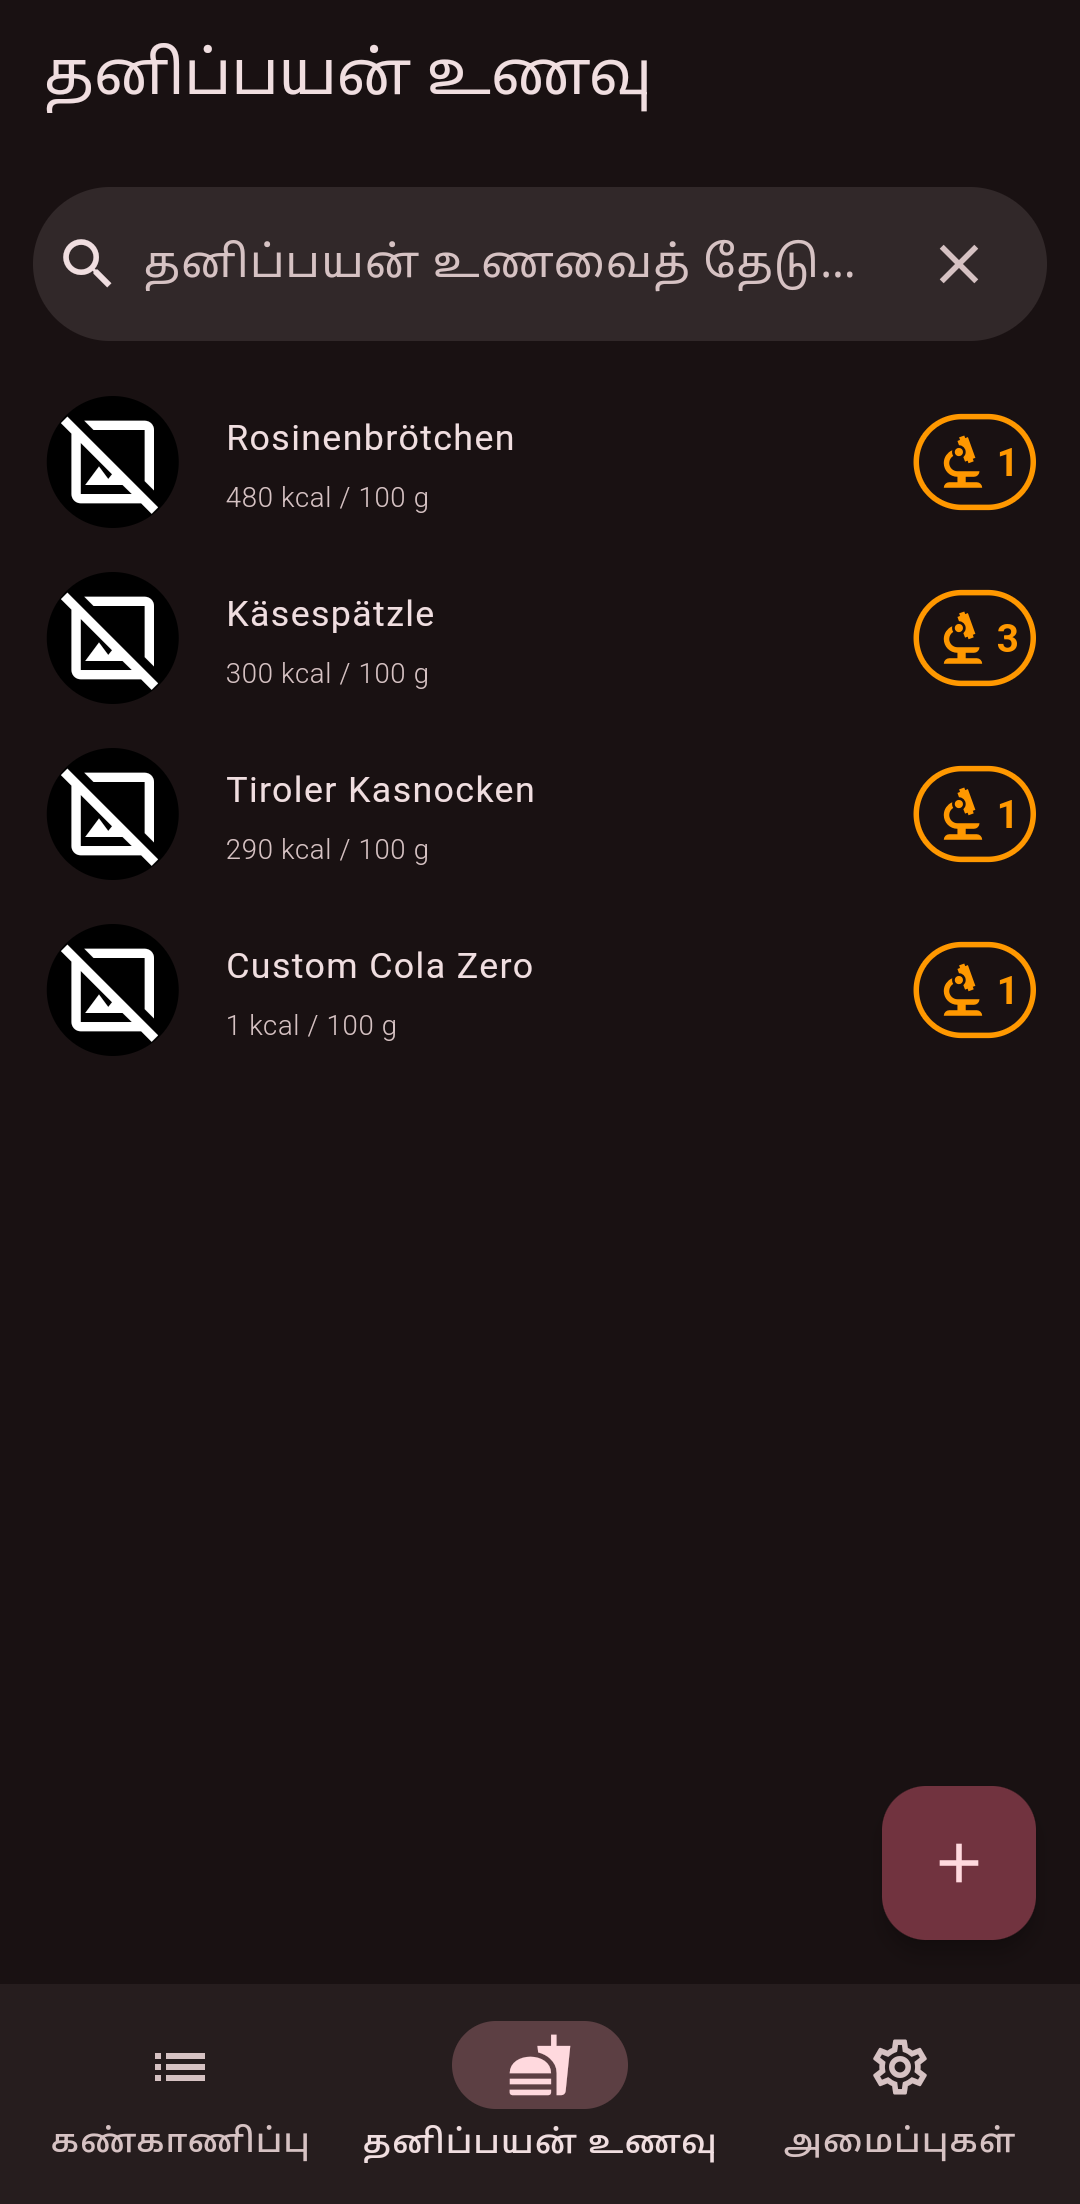 தனிப்பயன் உணவு
தனிப்பயன் உணவைத் தேடு...
Rosinenbrötchen
480 kcal / 100 g
1
Käsespätzle
300 kcal / 100 g
3
Tiroler Kasnocken
290 kcal / 100 g
1
Custom Cola Zero
1 kcal / 100 g
1
கண்காணிப்பு
தனிப்பயன் உணவு
அமைப்புகள்